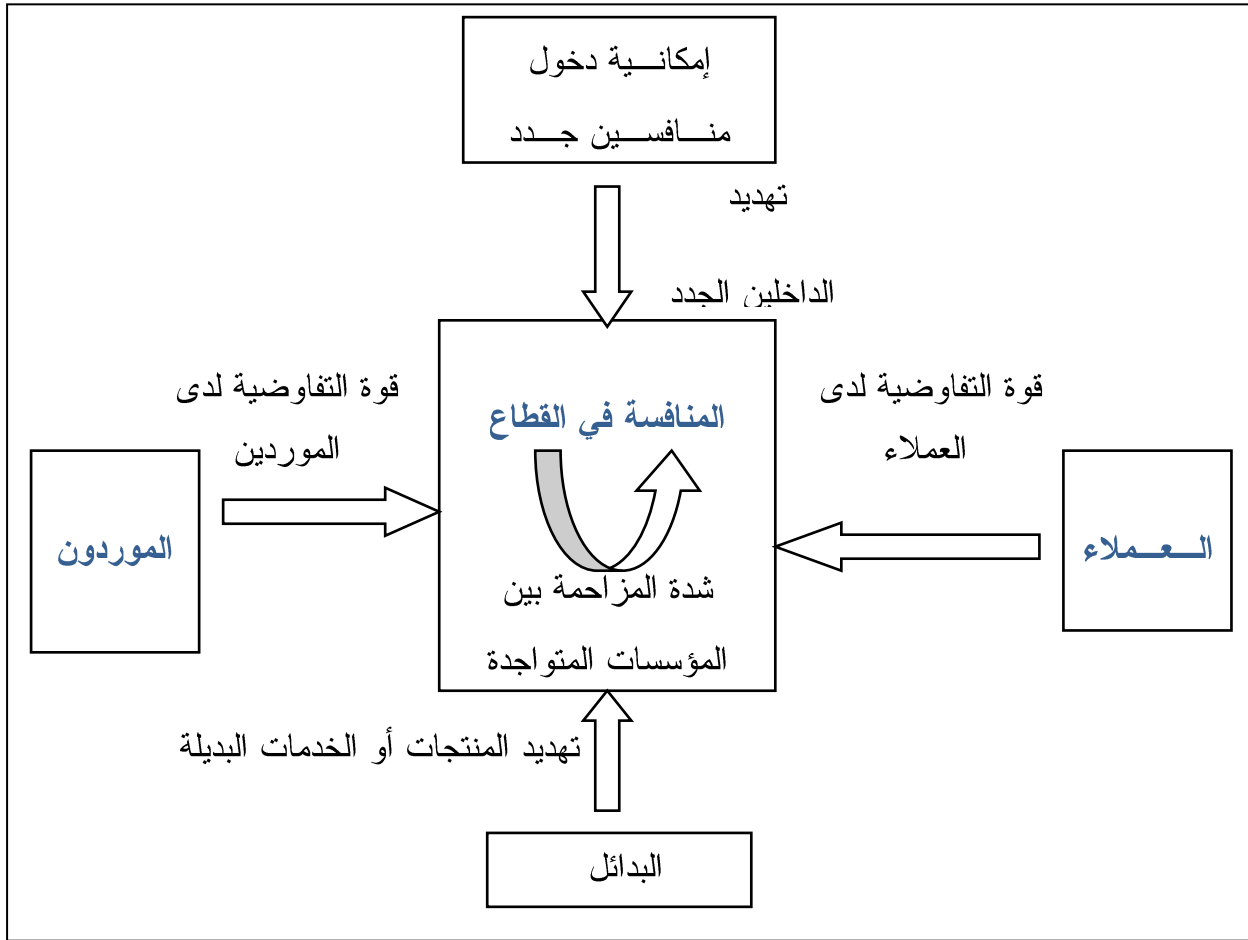 إمكانـــية دخول
منـــافســـين جـــدد
تهديد
الداخلين الجدد
قوة التفاوضية لدى
العملاء
قوة التفاوضية لدى
الموردين
المنافسة في القطاع
الـــعـــملاء
الموردون
شدة المزاحمة بين
المؤسسات المتواجدة
تهديد المنتجات أو الخدمات البديلة
البدائل